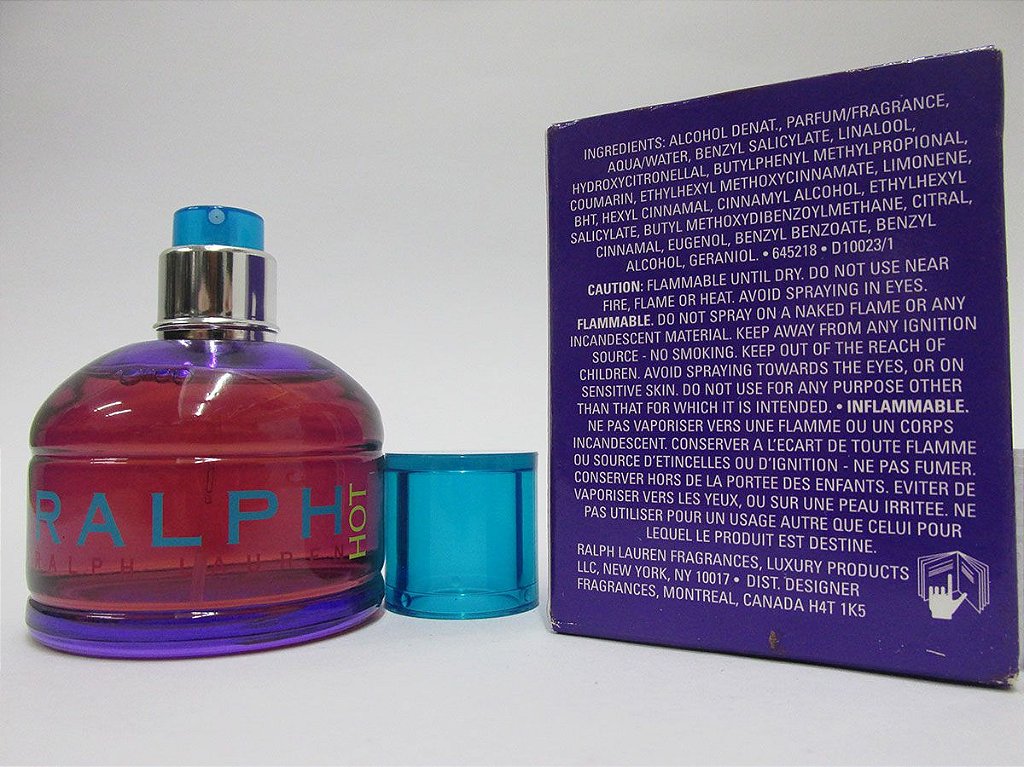 RALPH
HOT
RALPH LAUREN
INGREDIENTS: ALCOHOL DENAT., PARFUM/FRAGRANCE,
AQUA/WATER, BENZYL SALICYLATE, LINALOOL,
HYDROXYCITRONELLAL, BUTYLPHENYL METHYLPROPIONAL,
COUMARIN, ETHYLHEXYL METHOXYCINNAMATE, LIMONENE,
BHT, HEXYL CINNAMAL, CINNAMYL ALCOHOL, ETHYLHEXYL
SALICYLATE, BUTYL METHOXYDIBENZOYLMETHANE, CITRAL,
CINNAMAL, EUGENOL, BENZYL BENZOATE, BENZYL
ALCOHOL, GERANIOL. • 645218 • D10023/1
CAUTION: FLAMMABLE UNTIL DRY. DO NOT USE NEAR
FIRE, FLAME OR HEAT. AVOID SPRAYING IN EYES.
FLAMMABLE. DO NOT SPRAY ON A NAKED FLAME OR ANY
INCANDESCENT MATERIAL. KEEP AWAY FROM ANY IGNITION
SOURCE - NO SMOKING. KEEP OUT OF THE REACH OF
CHILDREN. AVOID SPRAYING TOWARDS THE EYES, OR ON
SENSITIVE SKIN. DO NOT USE FOR ANY PURPOSE OTHER
THAN THAT FOR WHICH IT IS INTENDED. • INFLAMMABLE.
NE PAS VAPORISER VERS UNE FLAMME OU UN CORPS
INCANDESCENT. CONSERVER A L'ECART DE TOUTE FLAMME
OU SOURCE D'ETINCELLES OU D'IGNITION - NE PAS FUMER.
CONSERVER HORS DE LA PORTEE DES ENFANTS. EVITER DE
VAPORISER VERS LES YEUX, OU SUR UNE PEAU IRRITEE. NE
PAS UTILISER POUR UN USAGE AUTRE QUE CELUI POUR
LEQUEL LE PRODUIT EST DESTINE.
RALPH LAUREN FRAGRANCES, LUXURY PRODUCTS
LLC, NEW YORK, NY 10017 • DIST. DESIGNER
FRAGRANCES, MONTREAL, CANADA H4T 1K5